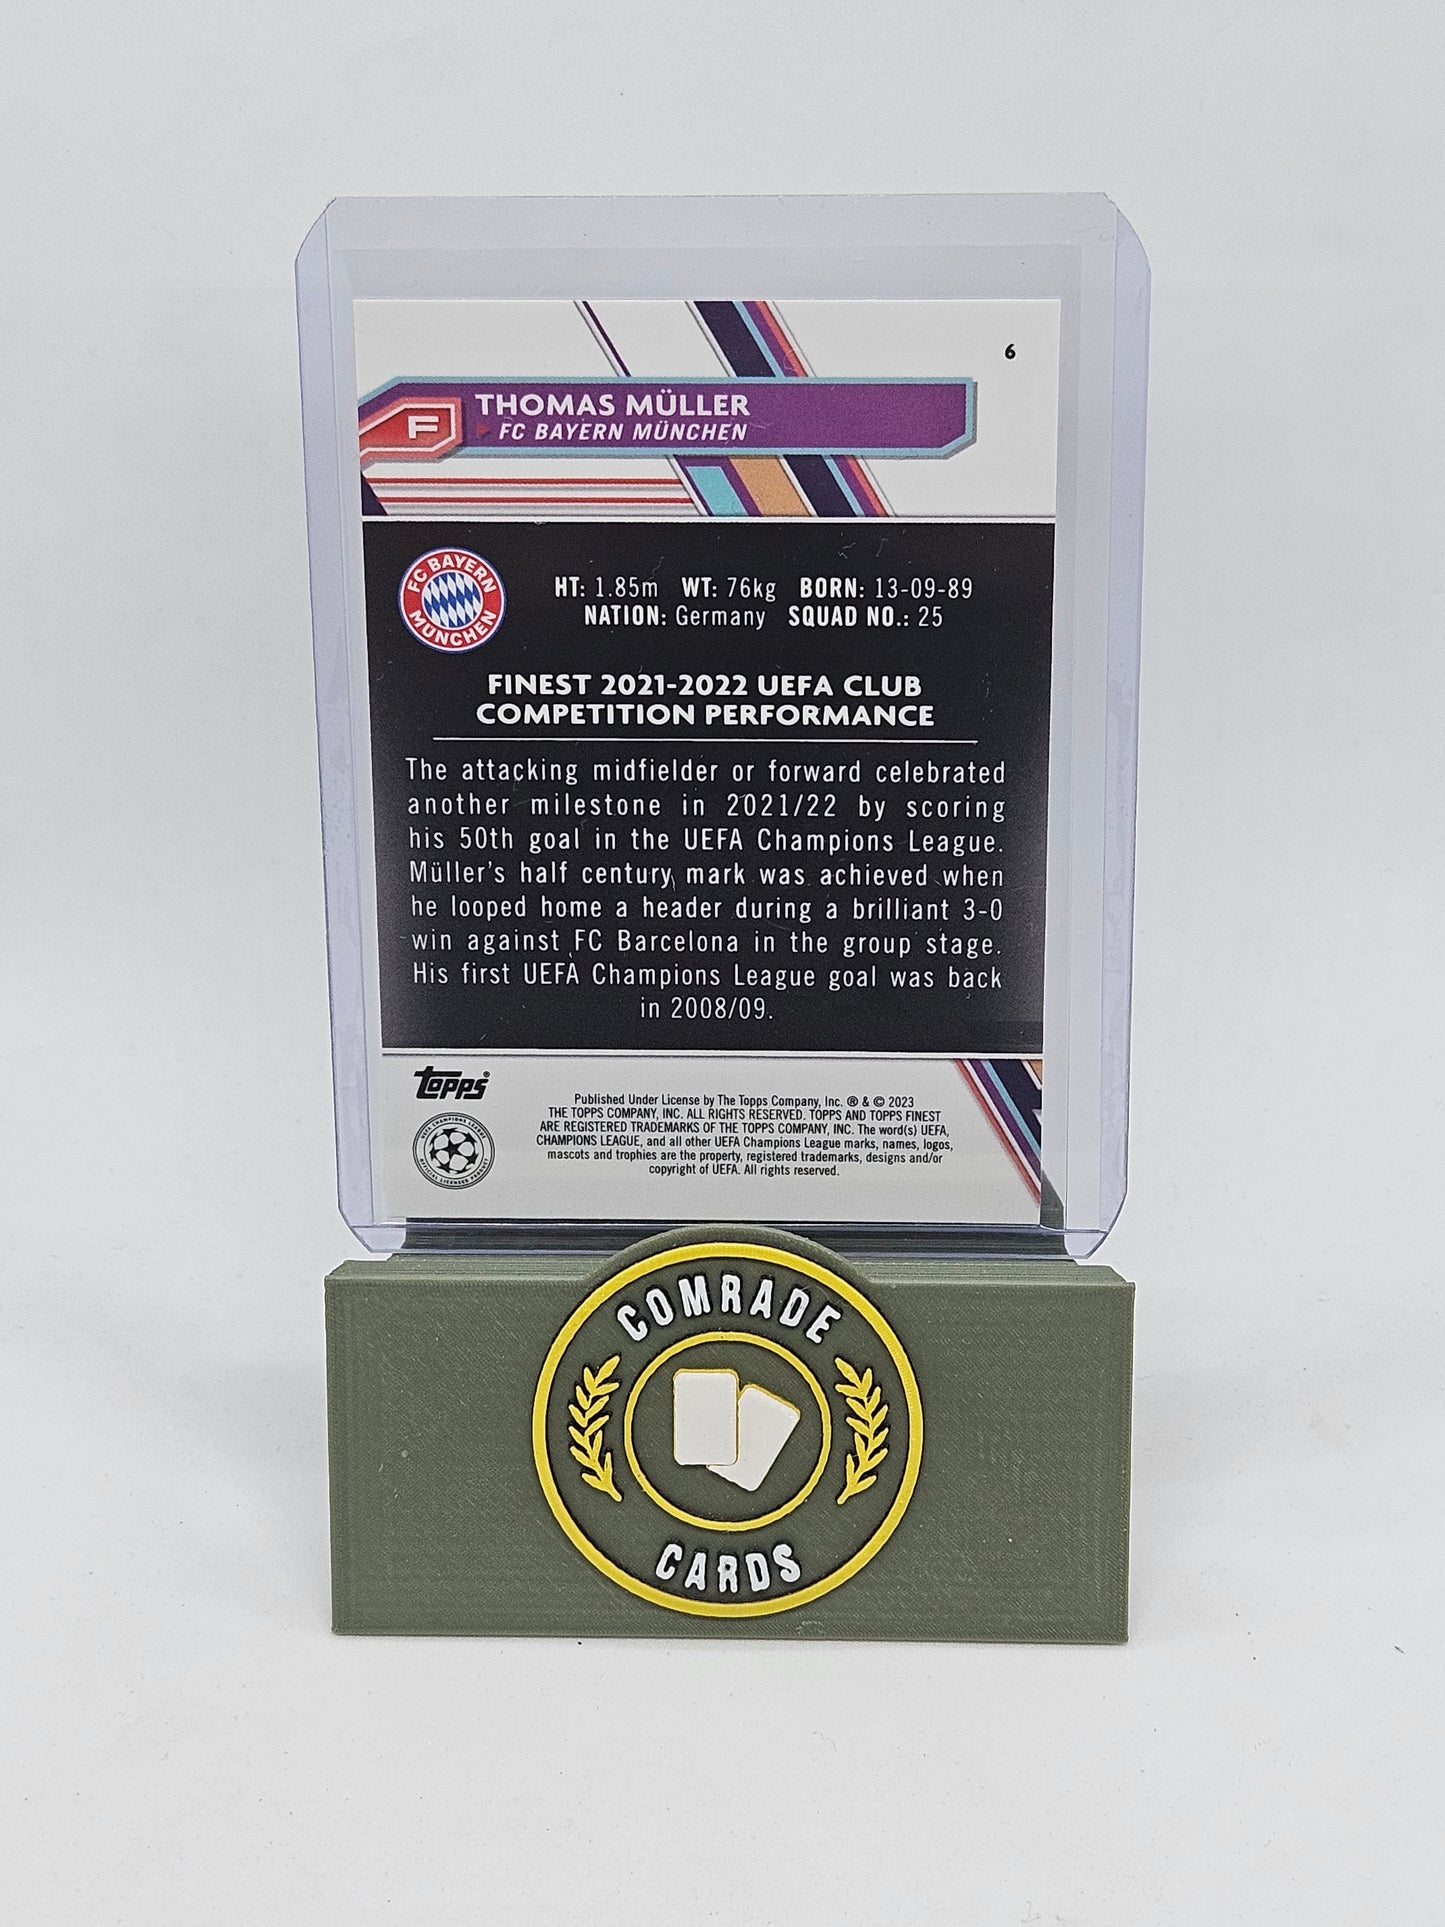 6
THOMAS MÜLLER
F
FC BAYERN MÜNCHEN
FC BAYERN
MÜNCHEN
HT: 1.85m WT: 76kg BORN: 13-09-89
NATION: Germany SQUAD NO.: 25
FINEST 2021-2022 UEFA CLUB
COMPETITION PERFORMANCE
The attacking midfielder or forward celebrated
another milestone in 2021/22 by scoring
his 50th goal in the UEFA Champions League.
Müller's half century mark was achieved when
he looped home a header during a brilliant 3-0
win against FC Barcelona in the group stage.
His first UEFA Champions League goal was back
in 2008/09.
Topps®
UEFA CHAMPIONS LEAGUE
OFFICIAL LICENSED PRODUCT
Published Under License by The Topps Company, Inc. ® & © 2023
THE TOPPS COMPANY, INC. ALL RIGHTS RESERVED. TOPPS AND TOPPS FINEST
ARE REGISTERED TRADEMARKS OF THE TOPPS COMPANY, INC. The word(s) UEFA,
CHAMPIONS LEAGUE, and all other UEFA Champions League marks, names, logos,
mascots and trophies are the property, registered trademarks, designs and/or
copyright of UEFA. All rights reserved.
COMRADE
CARDS